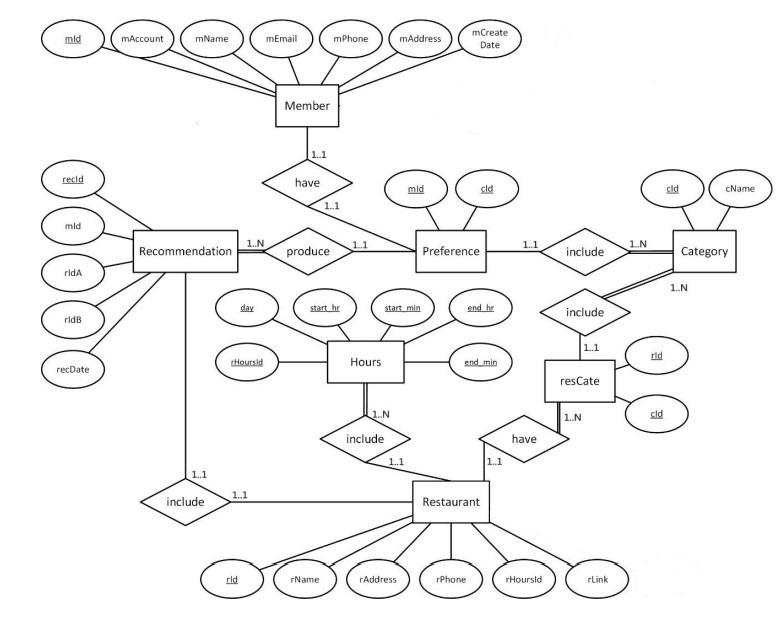 mId
mAccount
mName
mEmail
mPhone
mAddress
mCreate
Date
Member
1..1
have
1..1
recId
mId
rIdA
rIdB
recDate
Recommendation
1..N
produce
1..1
mId
cId
Preference
1..1
include
1..N
cId
cName
Category
1..N
include
1..1
day
start_hr
start_min
end_hr
rHoursId
Hours
end_min
resCate
rId
cId
1..N
include
1..1
1..N
have
1..1
1..1
include
1..1
Restaurant
rId
rName
rAddress
rPhone
rHoursId
rLink